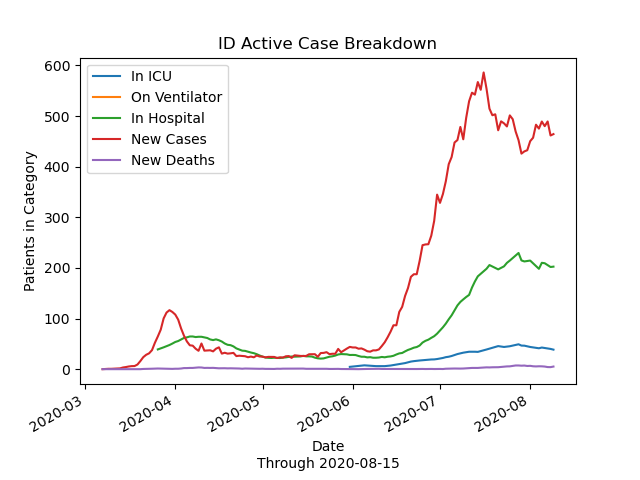 ID Active Case Breakdown
In ICU
On Ventilator
In Hospital
New Cases
New Deaths
Patients in Category
600
500
400
300
200
100
0
2020-03
2020-04
2020-05
2020-06
2020-07
2020-08
Date
Through 2020-08-15